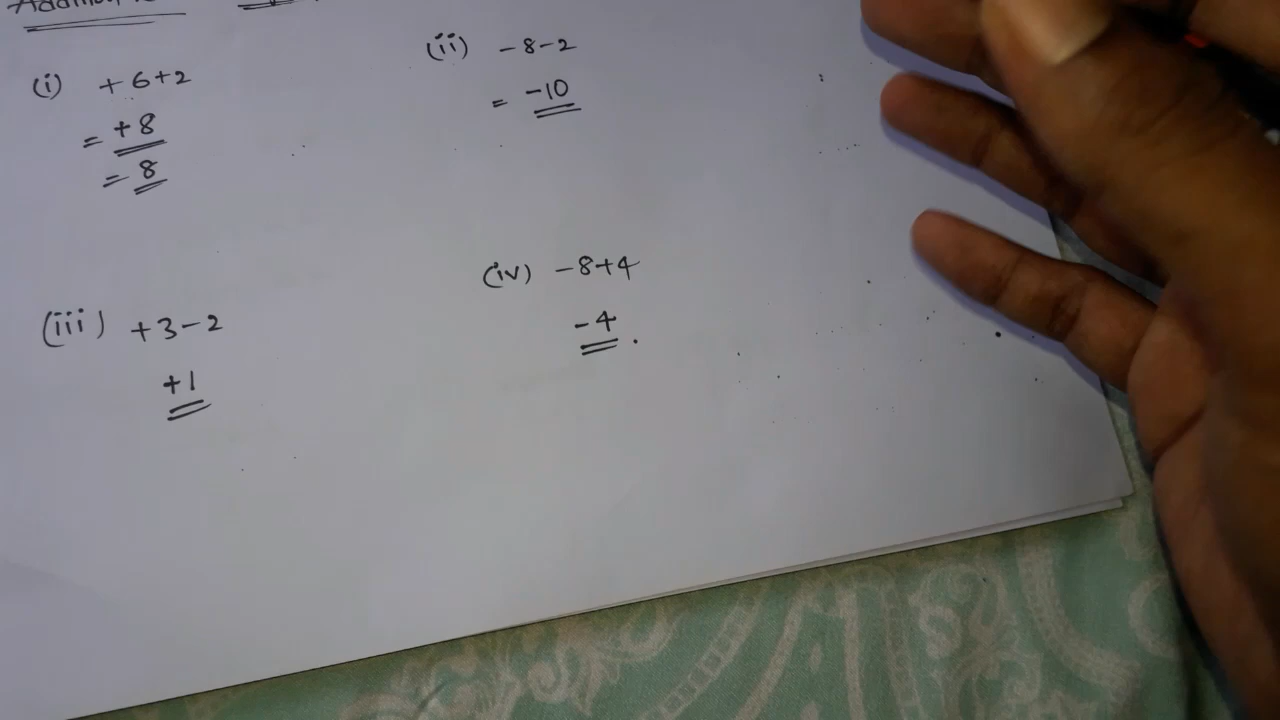 (i) +6+2
= +8
= 8
(ii) -8-2
= -10
(iii) +3-2
+1
(iv) -8+4
-4.